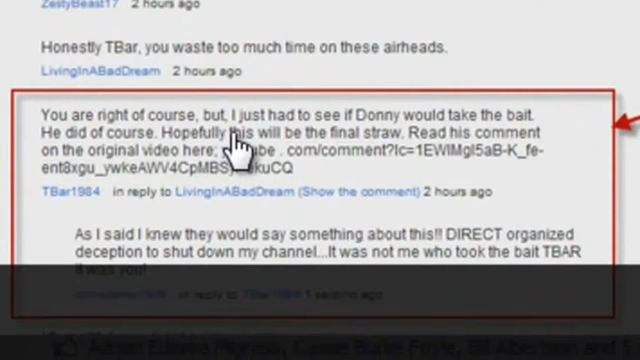 ZestyBeast17 2 hours ago
Honestly TBar, you waste too much time on these airheads.
LivingInABadDream 2 hours ago
You are right of course, but, I just had to see if Donny would take the bait.
He did of course. Hopefully this will be the final straw. Read his comment
on the original video here; . com/comment?lc=1EWlMgl5aB-K_fe-
TBar1984 in reply to LivingInABadDream (Show the comment) 2 hours ago
As I said I knew they would say something about this!! DIRECT organized
deception to shut down my channel...It was not me who took the bait TBAR
it was you!
in reply to TBar1984 1 second ago